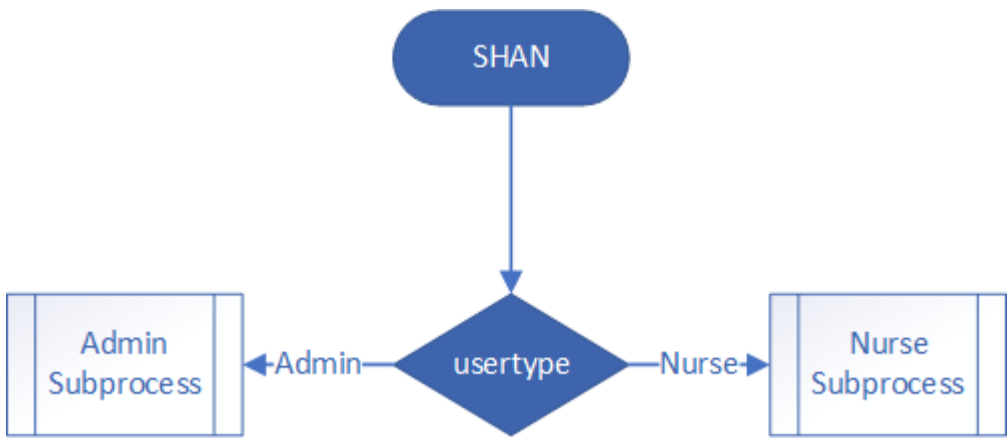 SHAN
Admin
Subprocess
Admin
usertype
Nurse
Nurse
Subprocess